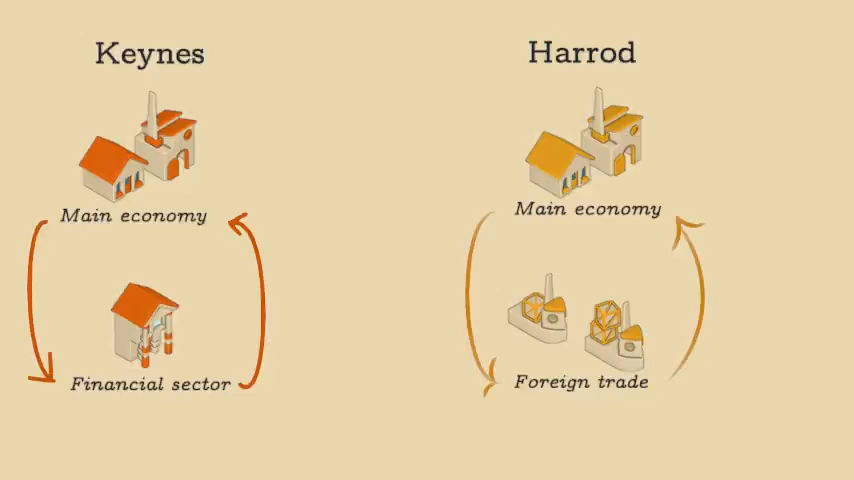 Keynes
Main economy
Financial sector
Harrod
Main economy
Foreign trade